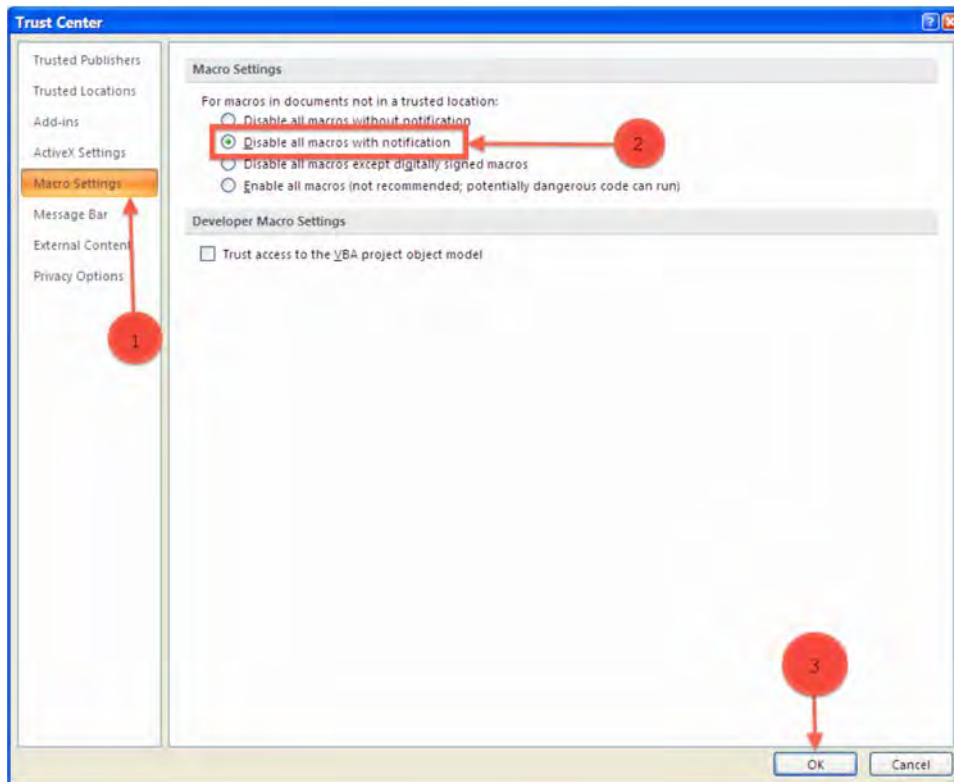 Trust Center
Trusted Publishers
Trusted Locations
Add-ins
ActiveX Settings
Macro Settings
Message Bar
External Content
Privacy Options
1
Macro Settings
For macros in documents not in a trusted location:
Disable all macros without notification
Disable all macros with notification
2
Disable all macros except digitally signed macros
Enable all macros (not recommended; potentially dangerous code can run)
Developer Macro Settings
Trust access to the VBA project object model
3
OK
Cancel